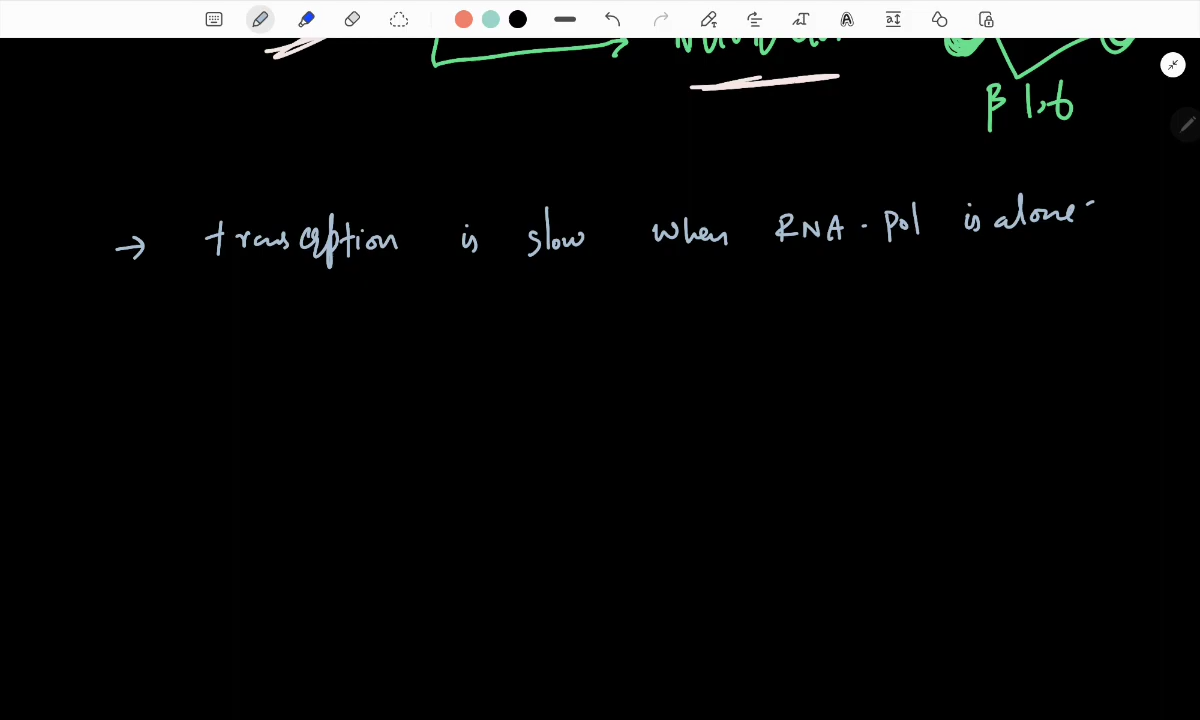 β 1,6
→ transcription is slow when RNA. Pol is alone.